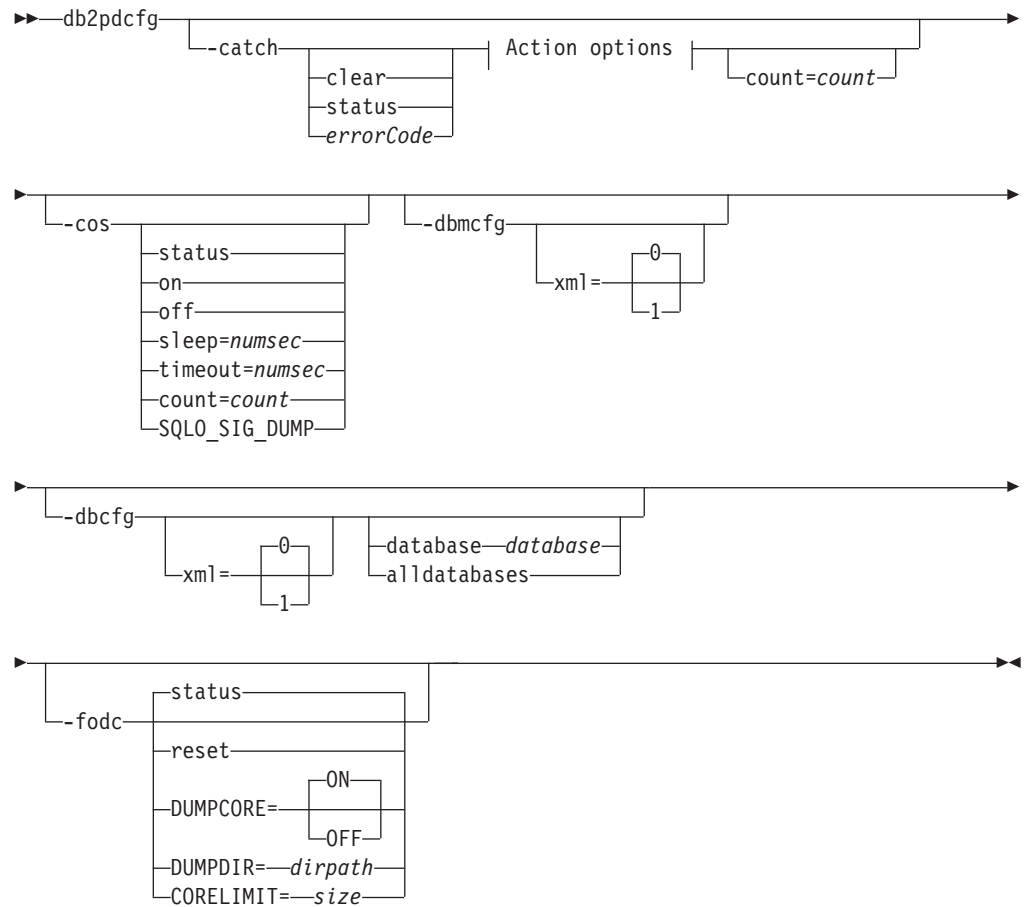 db2pdcfg
-catch Action options
clear count=count
status
errorCode
-cos -dbmcfg
status 0
on xml=
off 1
sleep=numsec
timeout=numsec
count=count
SQLO_SIG_DUMP
-dbcfg
0 database database
xml= alldatabases
1
status
-fodc
reset
ON
DUMPCORE=
OFF
DUMPDIR= dirpath
CORELIMIT= size